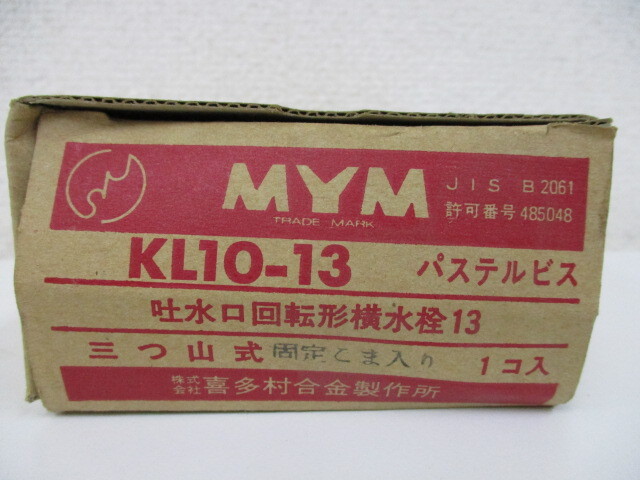 MYM
TRADE MARK
JIS B 2061
許可番号 485048
KL10-13 パステルビス
吐水口回転形横水栓13
三つ山式 固定こま入り 1コ入
株式会社 喜多村合金製作所